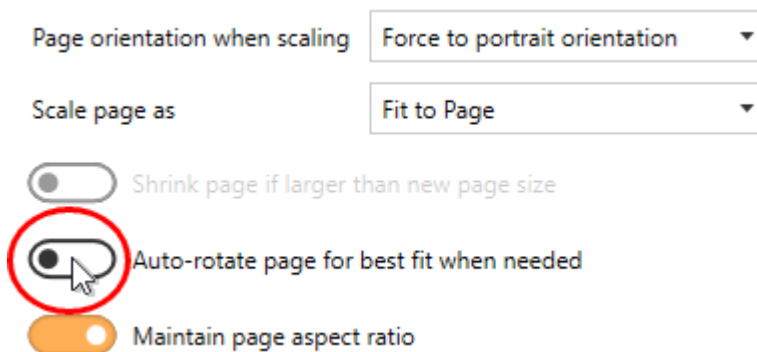 Page orientation when scaling Force to portrait orientation
Scale page as Fit to Page
Shrink page if larger than new page size
Auto-rotate page for best fit when needed
Maintain page aspect ratio